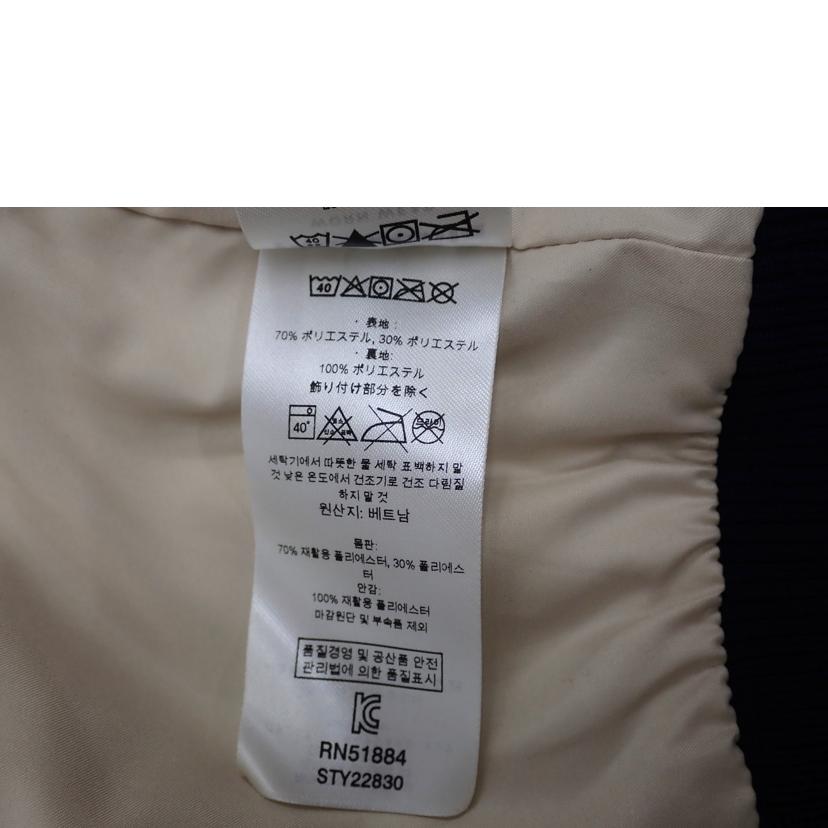 WORN WEAR
40
40
・ 表地 :
70% ポリエステル, 30% ポリエステル
・ 裏地:
100% ポリエステル
飾り付け部分を除く
40°
세탁기에서 따뜻한 물 세탁 표백하지 말
것 낮은 온도에서 건조기로 건조 다림질
하지 말 것
원산지: 베트남
몸판:
70% 재활용 폴리에스터, 30% 폴리에스
터
안감:
100% 재활용 폴리에스터
마감원단 및 부속품 제외
품질경영 및 공산품 안전
관리법에 의한 품질표시
RN51884
STY22830